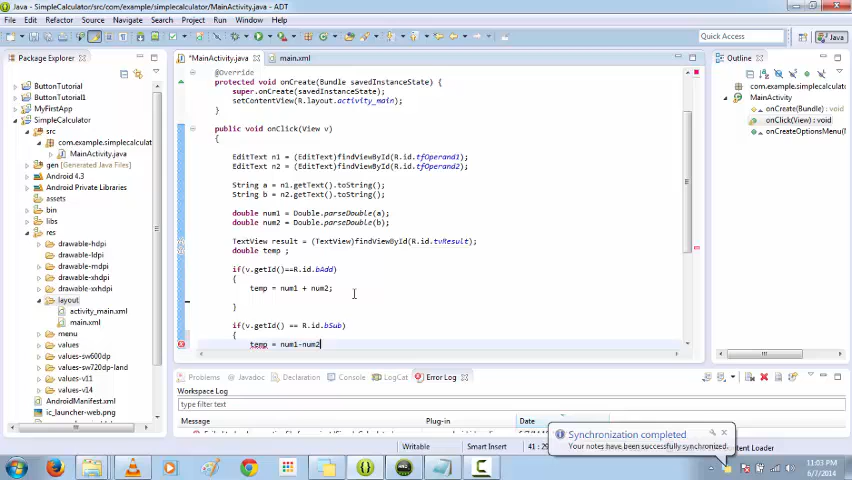 Java - SimpleCalculator/src/com/example/simplecalculator/MainActivity.java - ADT
File Edit Source Refactor Navigate Search Project Run Window Help
Quick Access
Java
Package Explorer
ButtonTutorial
ButtonTutorial1
MyFirstApp
SimpleCalculator
src
com.example.simplecalculat
MainActivity.java
gen [Generated Java Files]
Android 4.3
Android Private Libraries
assets
bin
libs
res
drawable-hdpi
drawable-ldpi
drawable-mdpi
drawable-xhdpi
drawable-xxhdpi
layout
activity_main.xml
main.xml
menu
values
values-sw600dp
values-sw720dp-land
values-v11
values-v14
AndroidManifest.xml
ic_launcher-web.png
*MainActivity.java
main.xml
@Override
protected void onCreate(Bundle savedInstanceState) {
super.onCreate(savedInstanceState);
setContentView(R.layout.activity_main);
}
public void onClick(View v)
{
EditText n1 = (EditText)findViewById(R.id.tfOperand1);
EditText n2 = (EditText)findViewById(R.id.tfOperand2);
String a = n1.getText().toString();
String b = n2.getText().toString();
double num1 = Double.parseDouble(a);
double num2 = Double.parseDouble(b);
TextView result = (TextView)findViewById(R.id.tvResult);
double temp ;
if(v.getId()==R.id.bAdd)
{
temp = num1 + num2;
}
if(v.getId() == R.id.bSub)
{
temp = num1-num2
Outline
com.example.simplecalcula
MainActivity
onCreate(Bundle) : void
onClick(View) : void
onCreateOptionsMenu(
Problems Javadoc Declaration Search Console LogCat Error Log
Workspace Log
type filter text
Message Plug-in Date
Writable Smart Insert
Content Loader
Synchronization completed
Your notes have been successfully synchronized.
11:03 PM
6/7/2014